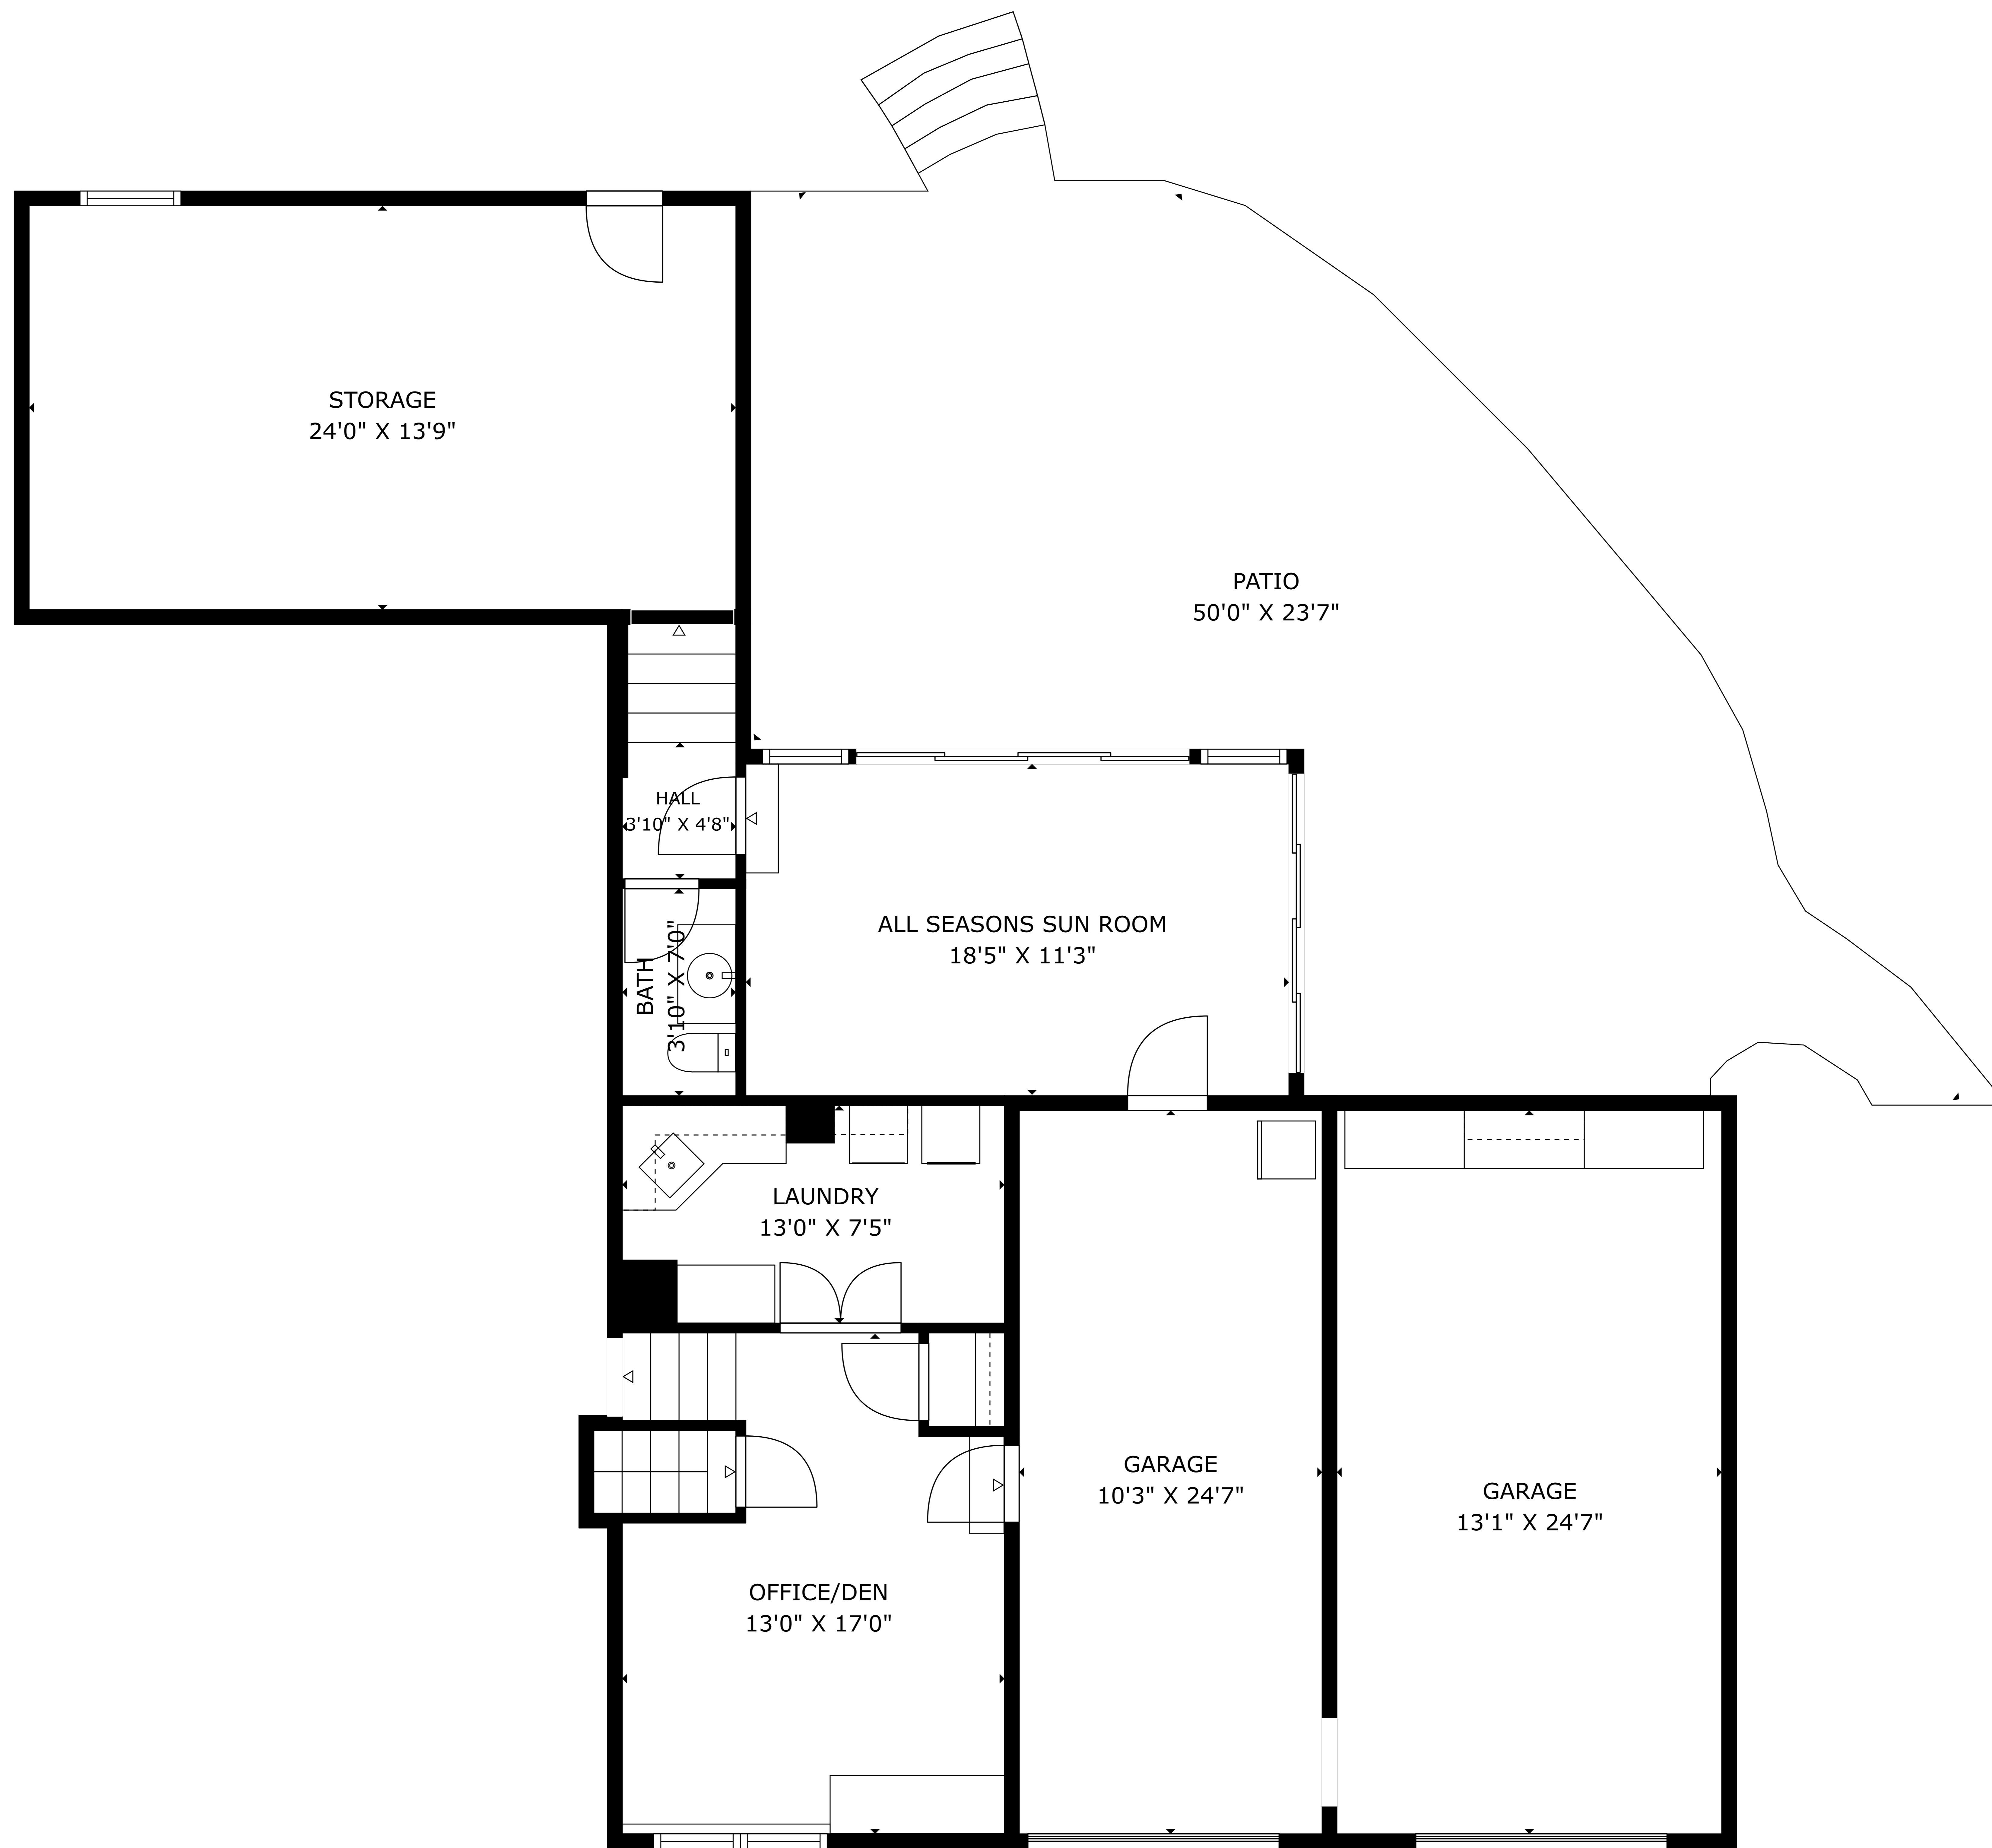 STORAGE
24'0" X 13'9"
PATIO
50'0" X 23'7"
HALL
3'10" X 4'8"
ALL SEASONS SUN ROOM
18'5" X 11'3"
BATH
3'10" X 7'0"
LAUNDRY
13'0" X 7'5"
GARAGE
10'3" X 24'7"
GARAGE
13'1" X 24'7"
OFFICE/DEN
13'0" X 17'0"